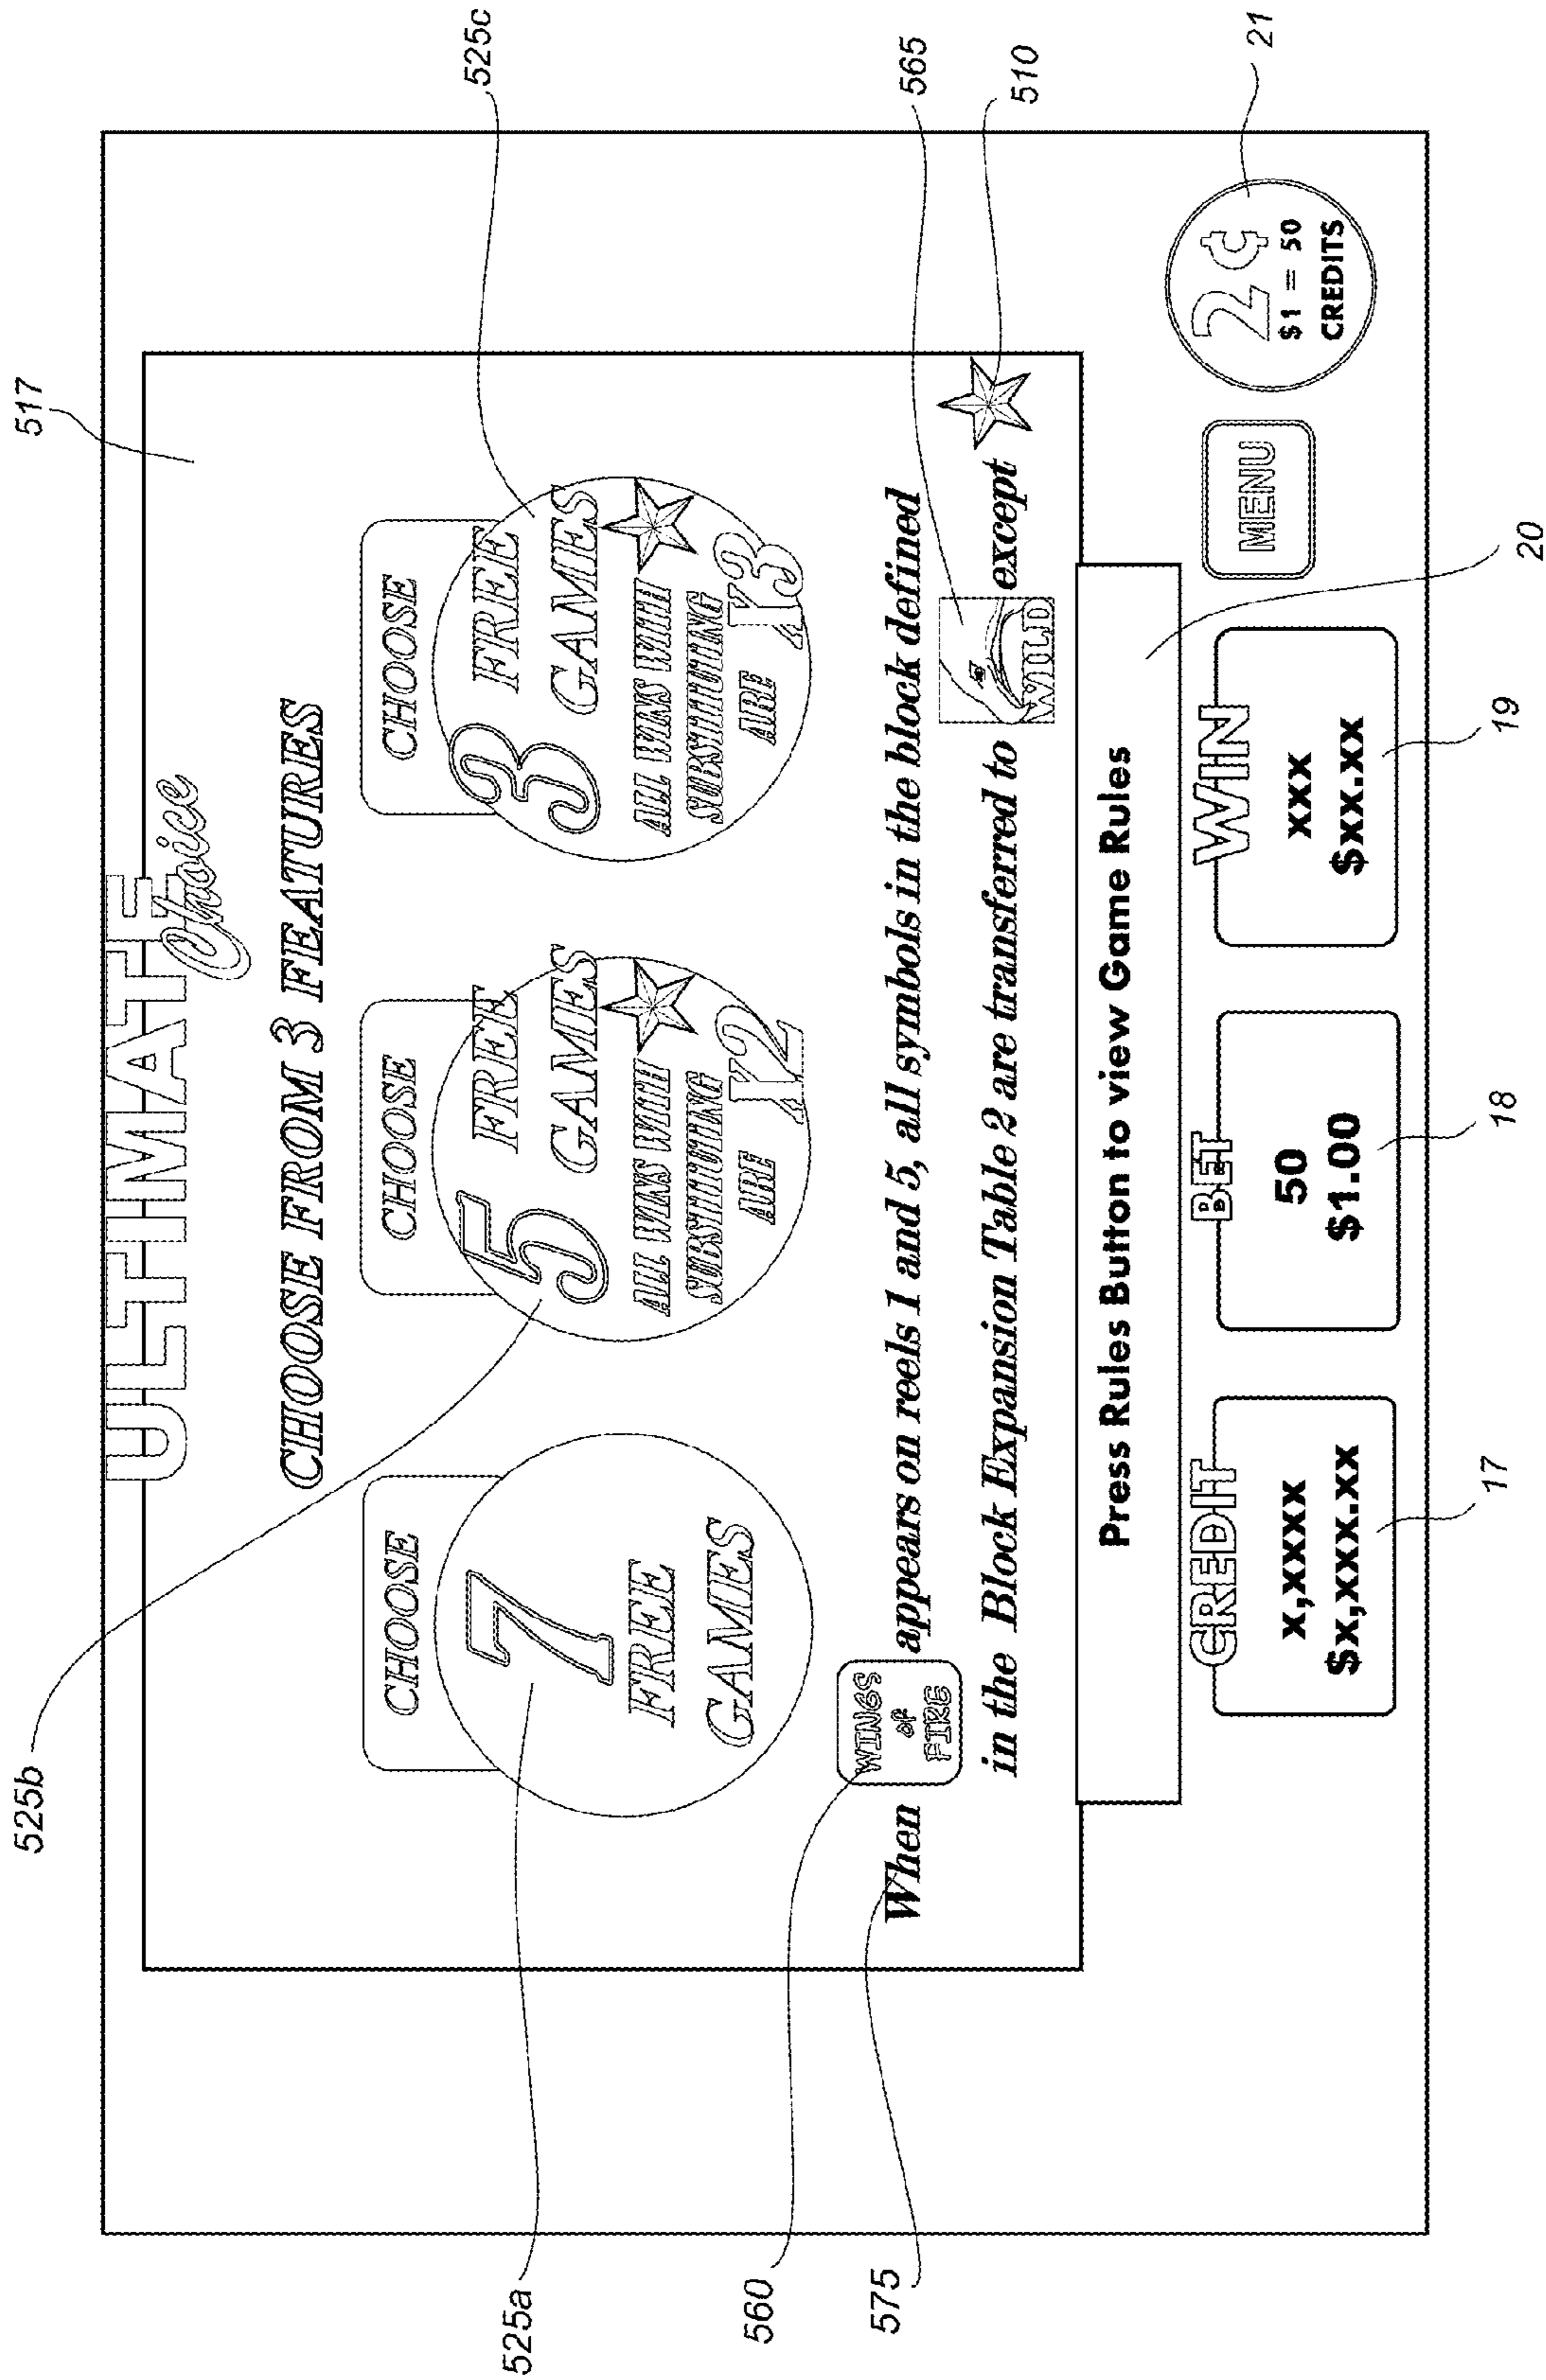 517
525c
525b
ULTIMATE
Choice
CHOOSE FROM 3 FEATURES
CHOOSE
7
FREE
GAMES
CHOOSE
5 FREE
GAMES
ALL WINS WITH
SUBSTITUTING
ARE X2
CHOOSE
3 FREE
GAMES
ALL WINS WITH
SUBSTITUTING
ARE X3
525a
565
560
575
510
When WINGS of FIRE appears on reels 1 and 5, all symbols in the block defined
in the Block Expansion Table 2 are transferred to WILD except
Press Rules Button to view Game Rules
CREDIT
x,xxxx
$x,xxx.xx
BET
50
$1.00
WIN
xxx
$xx.xx
MENU
2¢
$1 = 50
CREDITS
21
17
18
19
20